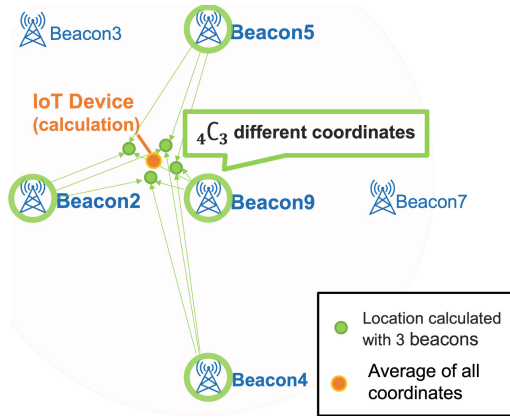 Beacon3
Beacon5
IoT Device
(calculation)
₄C₃ different coordinates
Beacon2
Beacon9
Beacon7
Beacon4
Location calculated
with 3 beacons
Average of all
coordinates